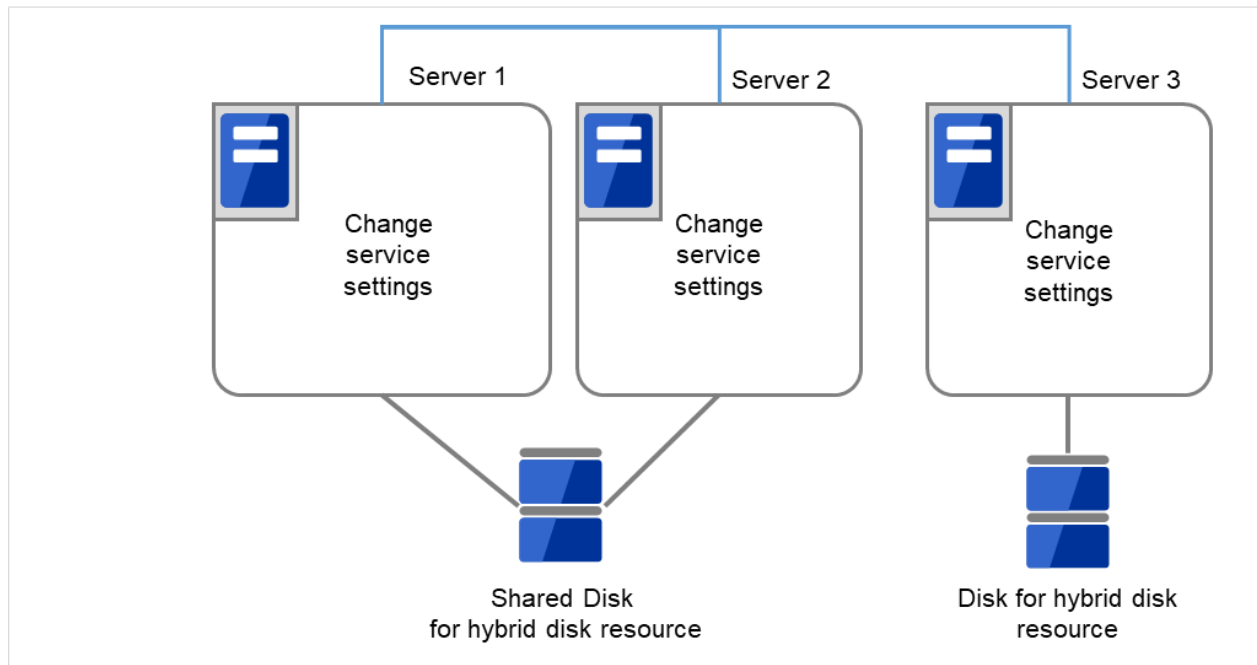 Server 1
Server 2
Server 3
Change
service
settings
Change
service
settings
Change
service
settings
Shared Disk
for hybrid disk resource
Disk for hybrid disk
resource